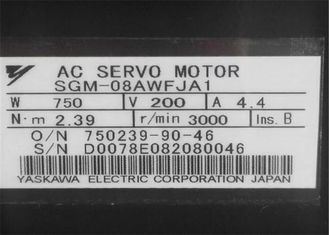 AC SERVO MOTOR
SGM-08AWFJA1
W 750 V 200 A 4.4
N·m 2.39 r/min 3000 Ins. B
O/N 750239-90-46
S/N D0078E082080046
YASKAWA ELECTRIC CORPORATION JAPAN